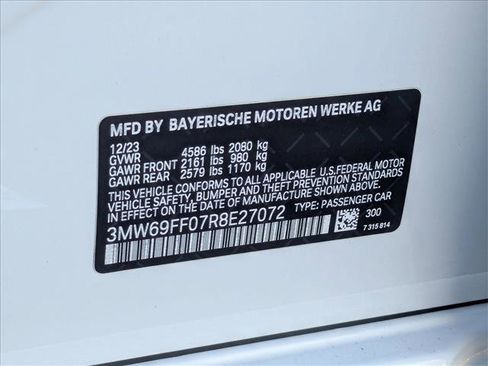 MFD BY BAYERISCHE MOTOREN WERKE AG
12/23
GVWR 4586 lbs 2080 kg
GAWR FRONT 2161 lbs 980 kg
GAWR REAR 2579 lbs 1170 kg
THIS VEHICLE CONFORMS TO ALL APPLICABLE U.S.FEDERAL MOTOR
VEHICLE SAFETY, BUMPER, AND THEFT PREVENTION STANDARDS
IN EFFECT ON THE DATE OF MANUFACTURE SHOWN ABOVE.
3MW69FF07R8E27072 TYPE: PASSENGER CAR
300
7 315 814